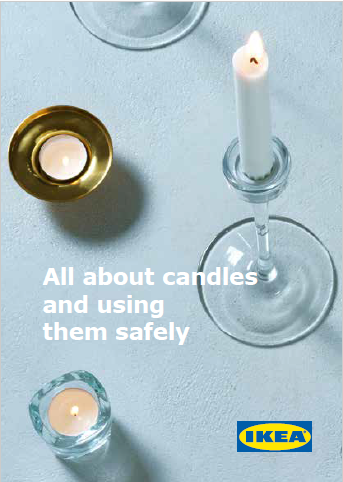 All about candles
and using
them safely
IKEA